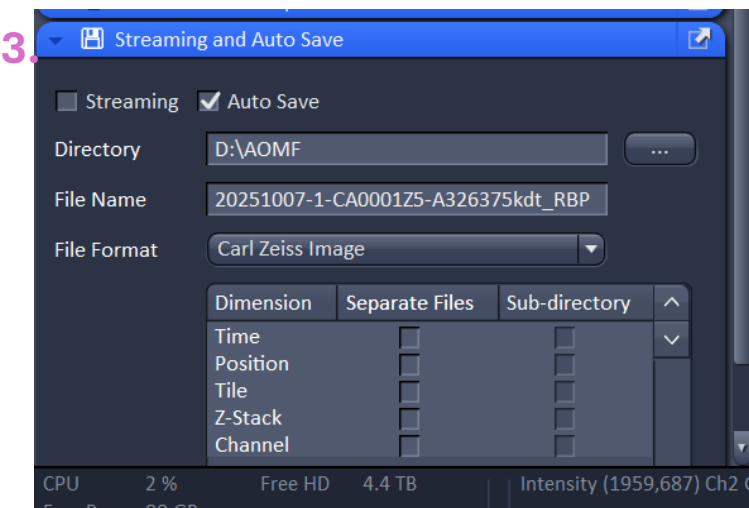 3.
Streaming and Auto Save
Streaming Auto Save
Directory D:\AOMF ...
File Name 20251007-1-CA0001Z5-A326375kdt_RBP
File Format Carl Zeiss Image
Dimension Separate Files Sub-directory
Time
Position
Tile
Z-Stack
Channel
CPU 2 % Free HD 4.4 TB Intensity (1959,687) Ch2